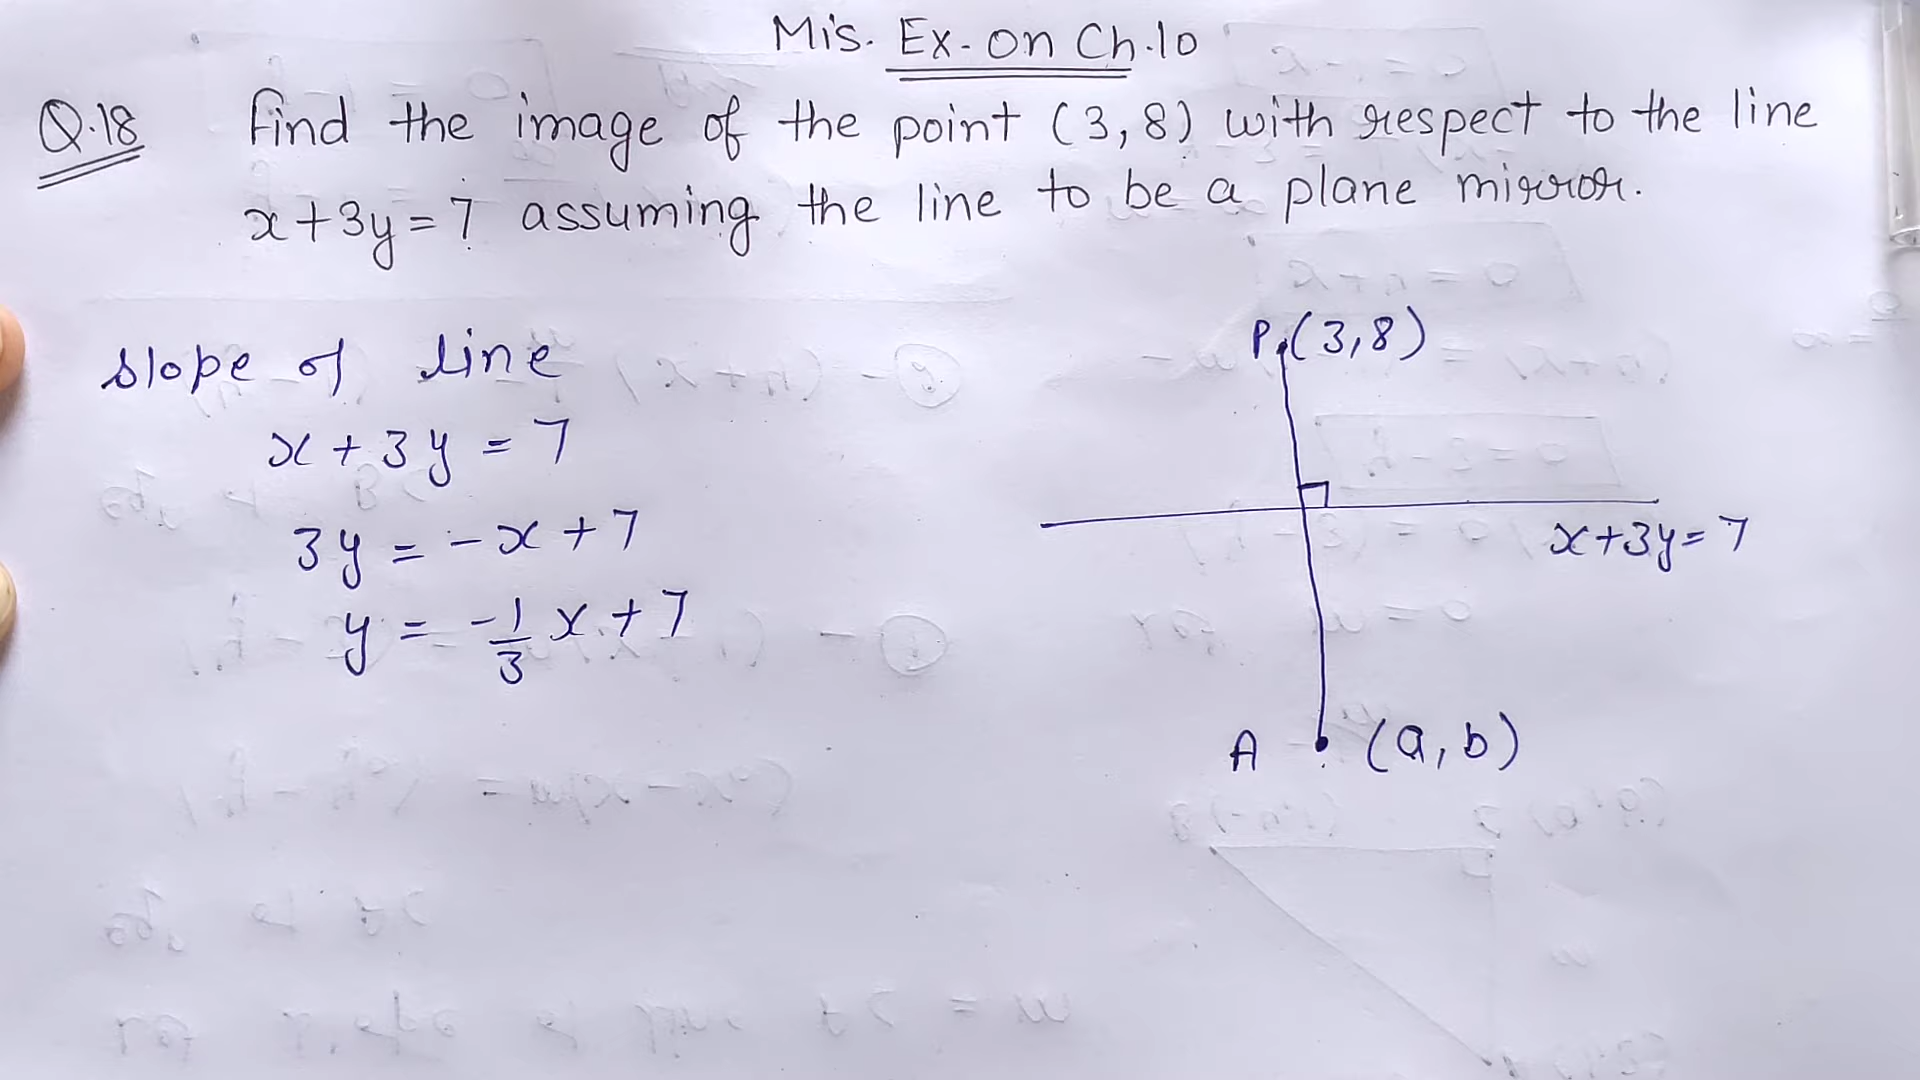 Mis. Ex-on Ch.10
Q.18 Find the image of the point (3,8) with respect to the line
x+3y=7 assuming the line to be a plane mirror.
slope of line
x+3y=7
3y=-x+7
y=-1/3 x+7
P (3,8)
x+3y=7
A (a,b)